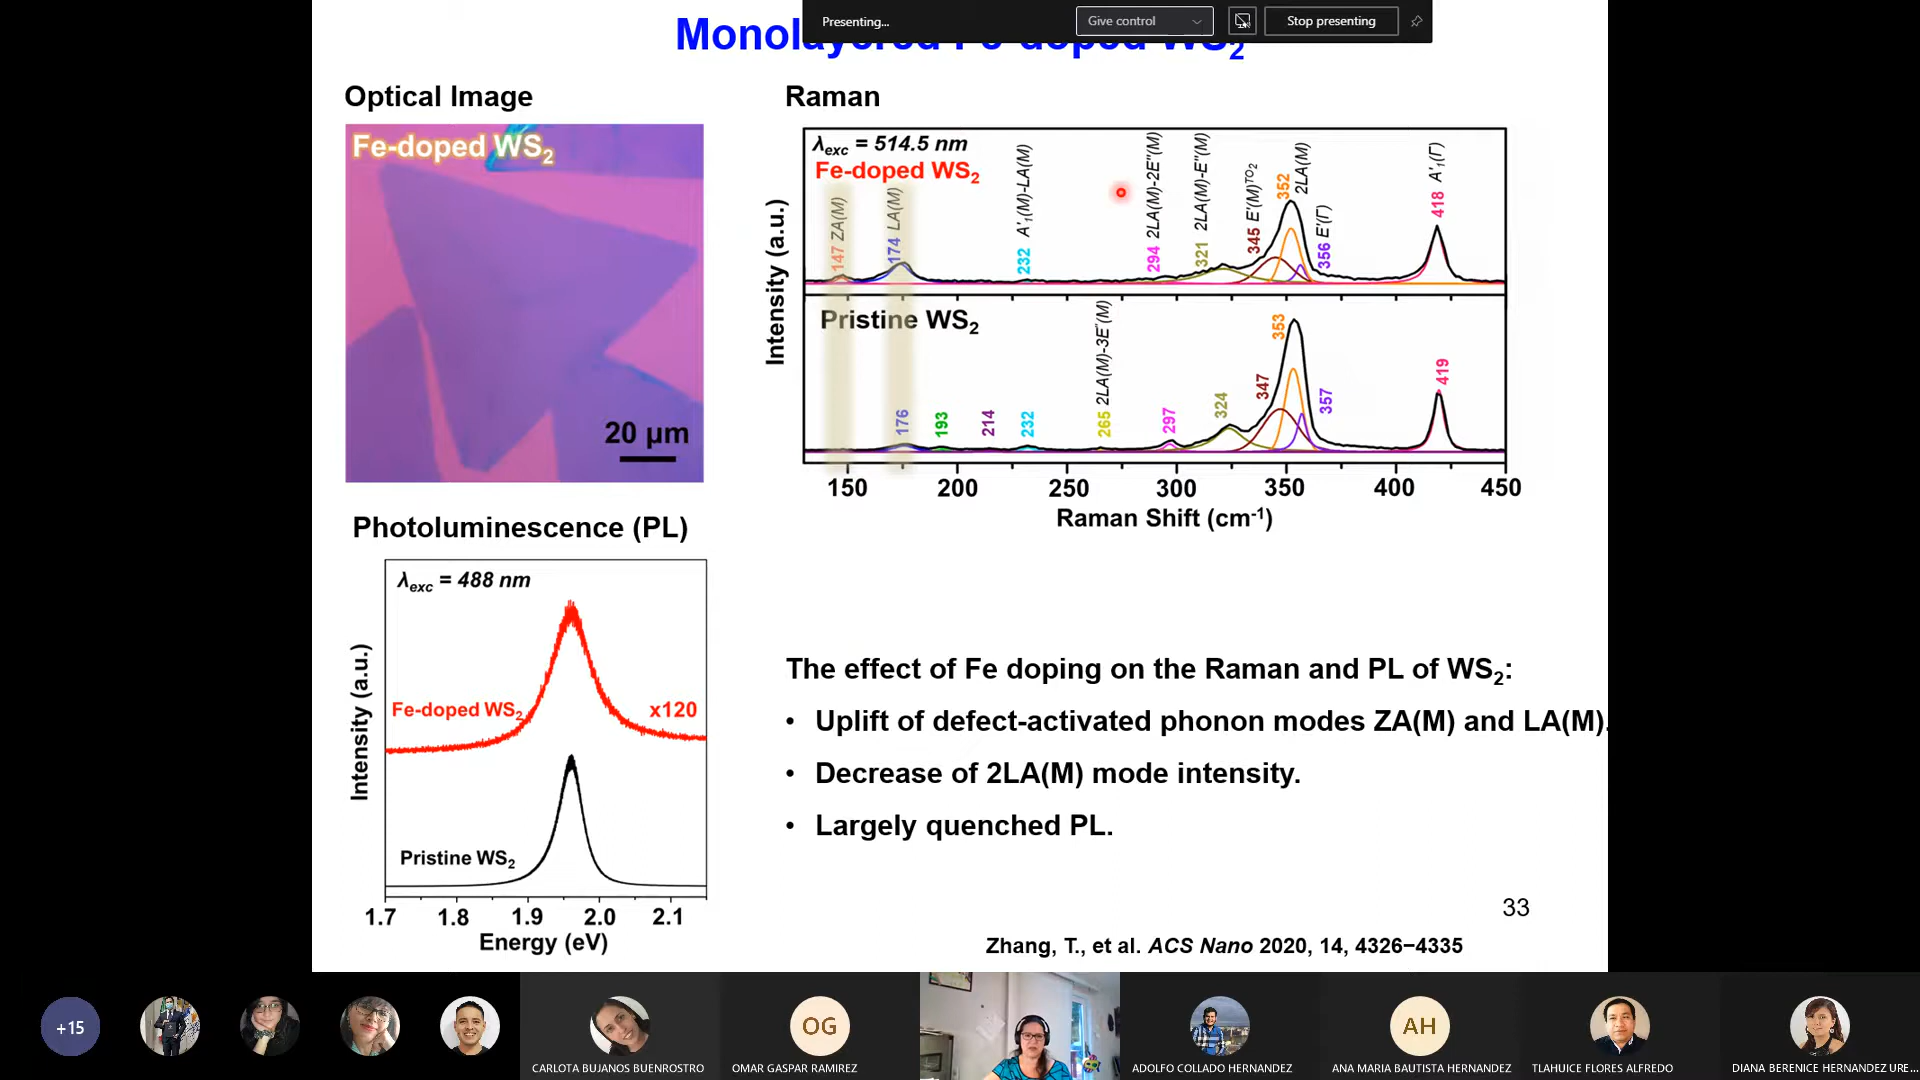 Presenting...
Give control
Stop presenting
Monolayered Fe-doped WS2
Optical Image
Fe-doped WS2
20 µm
Raman
λexc = 514.5 nm
Fe-doped WS2
147 ZA(M)
174 LA(M)
232 A'1(M)-LA(M)
294 2LA(M)-2E"(M)
321 2LA(M)-E"(M)
345 E'(M)TO2
352 2LA(M)
356 E'(Γ)
418 A'1(Γ)
Pristine WS2
176
193
214
232
265 2LA(M)-3E"(M)
297
324
347
353
357
419
Intensity (a.u.)
150 200 250 300 350 400 450
Raman Shift (cm-1)
Photoluminescence (PL)
λexc = 488 nm
Fe-doped WS2
x120
Pristine WS2
Intensity (a.u.)
1.7 1.8 1.9 2.0 2.1
Energy (eV)
The effect of Fe doping on the Raman and PL of WS2:
• Uplift of defect-activated phonon modes ZA(M) and LA(M).
• Decrease of 2LA(M) mode intensity.
• Largely quenched PL.
33
Zhang, T., et al. ACS Nano 2020, 14, 4326−4335
+15
CARLOTA BUJANOS BUENROSTRO
OG
OMAR GASPAR RAMIREZ
ADOLFO COLLADO HERNANDEZ
AH
ANA MARIA BAUTISTA HERNANDEZ
TLAHUICE FLORES ALFREDO
DIANA BERENICE HERNANDEZ URE...